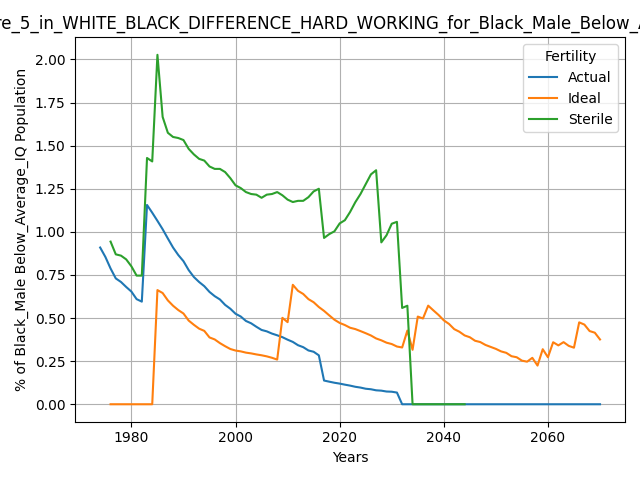 re_5_in_WHITE_BLACK_DIFFERENCE_HARD_WORKING_for_Black_Male_Below_A
% of Black_Male Below_Average_IQ Population
2.00
1.75
1.50
1.25
1.00
0.75
0.50
0.25
0.00
Fertility
Actual
Ideal
Sterile
1980
2000
2020
2040
2060
Years